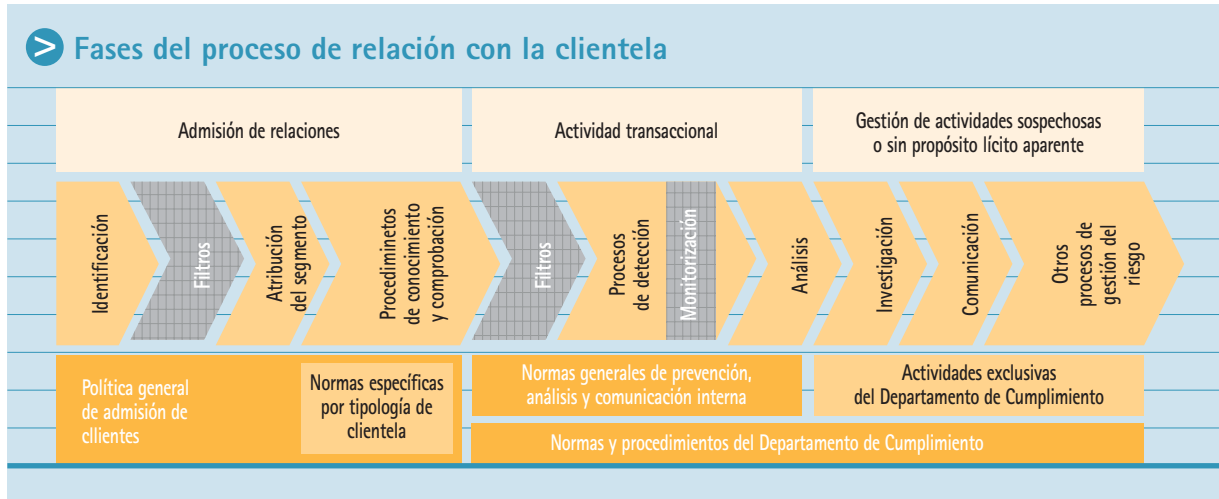 > Fases del proceso de relación con la clientela
Admisión de relaciones
Actividad transaccional
Gestión de actividades sospechosas
o sin propósito lícito aparente
Identificación
Filtros
Atribución
del segmento
Procediminetos
de conocimiento
y comprobación
Filtros
Procesos
de detección
Monitorización
Análisis
Investigación
Comunicación
Otros
procesos de
gestión del
riesgo
Política general
de admisión de
cllientes
Normas específicas
por tipología de
clientela
Normas generales de prevención,
análisis y comunicación interna
Actividades exclusivas
del Departamento de Cumplimiento
Normas y procedimientos del Departamento de Cumplimiento